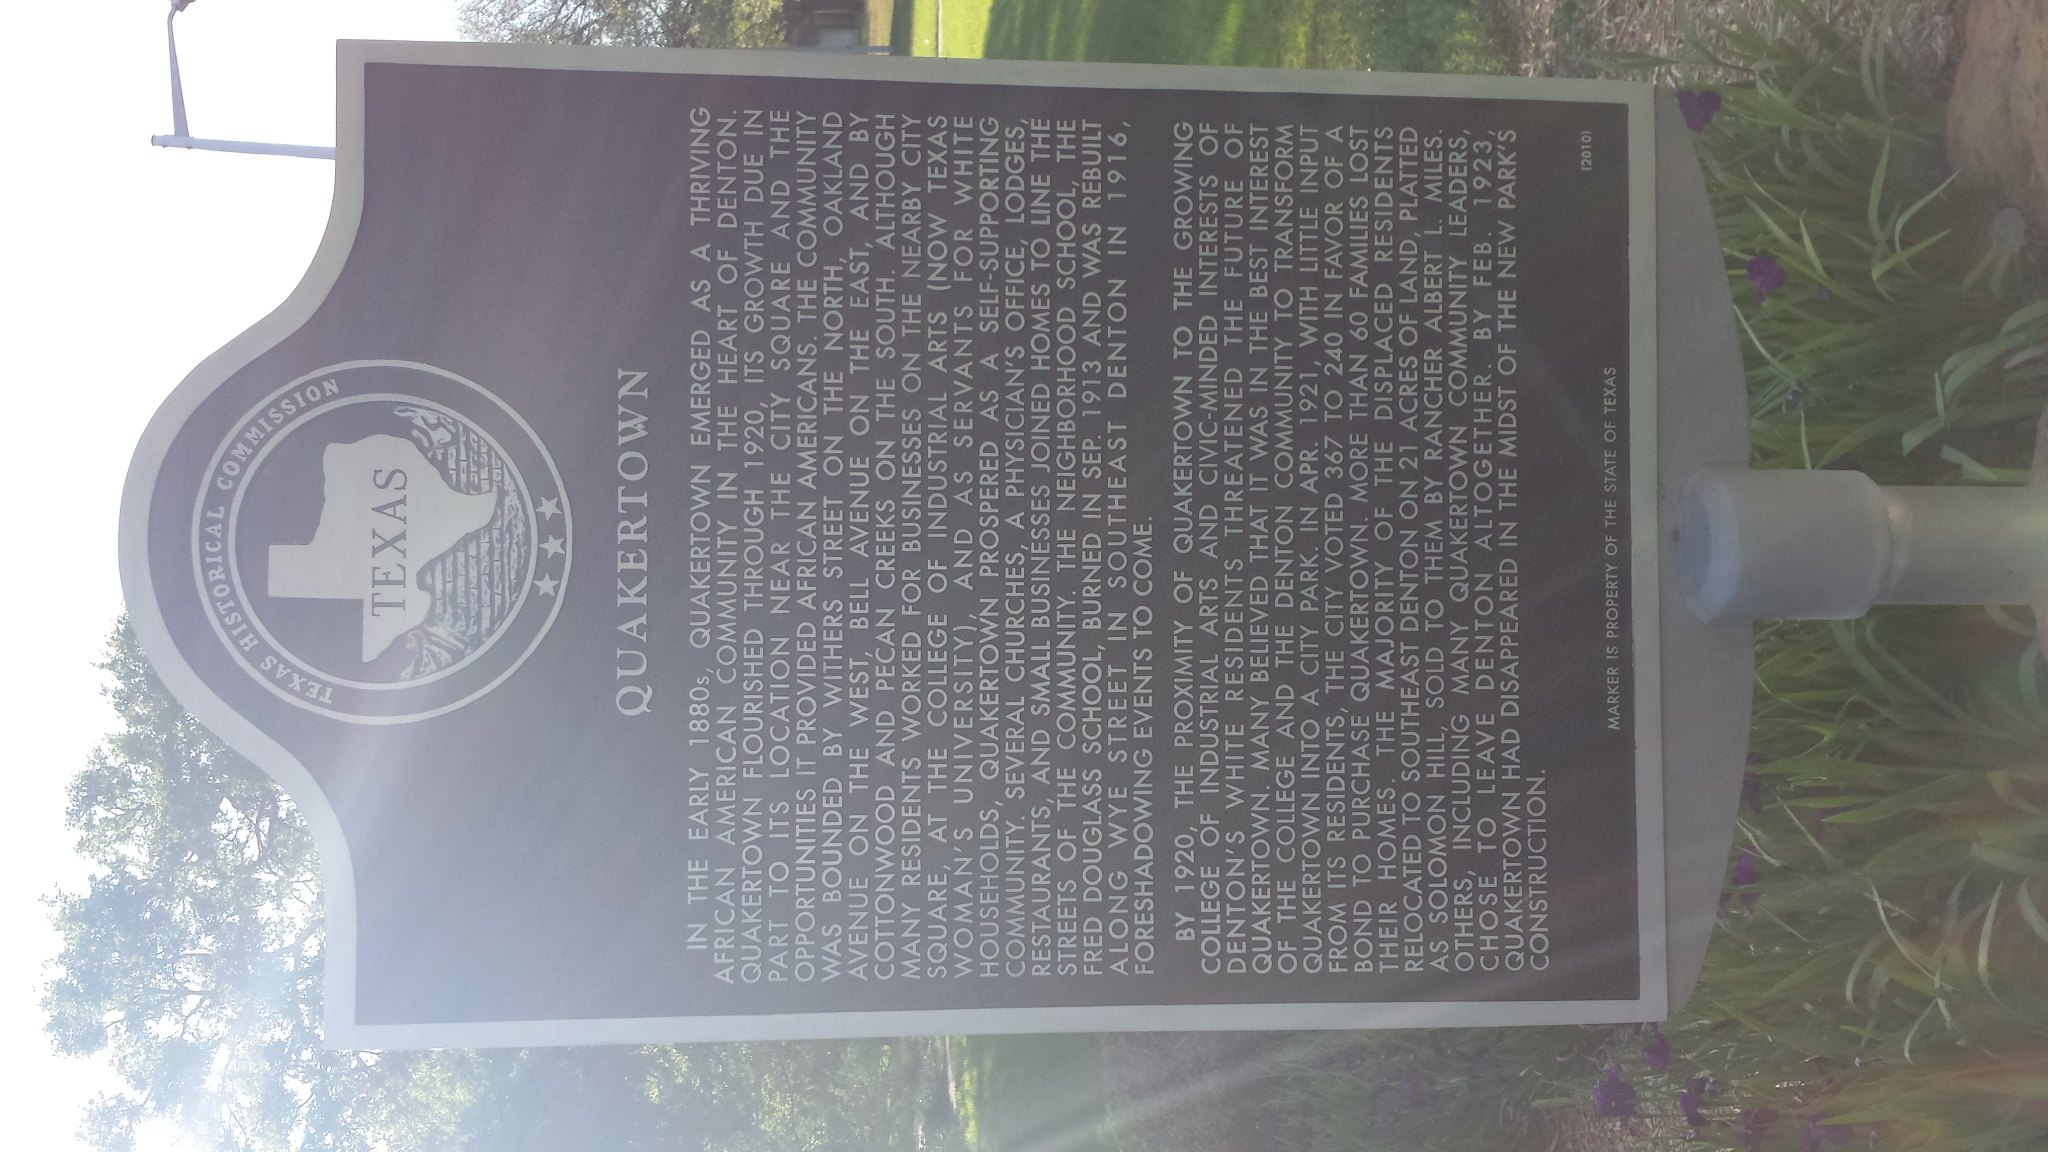 TEXAS HISTORICAL COMMISSION
TEXAS
QUAKERTOWN
IN THE EARLY 1880s, QUAKERTOWN EMERGED AS A THRIVING
AFRICAN AMERICAN COMMUNITY IN THE HEART OF DENTON.
QUAKERTOWN FLOURISHED THROUGH 1920, ITS GROWTH DUE IN
PART TO ITS LOCATION NEAR THE CITY SQUARE AND THE
OPPORTUNITIES IT PROVIDED AFRICAN AMERICANS. THE COMMUNITY
WAS BOUNDED BY WITHERS STREET ON THE NORTH, OAKLAND
AVENUE ON THE WEST, BELL AVENUE ON THE EAST, AND BY
COTTONWOOD AND PECAN CREEKS ON THE SOUTH. ALTHOUGH
MANY RESIDENTS WORKED FOR BUSINESSES ON THE NEARBY CITY
SQUARE, AT THE COLLEGE OF INDUSTRIAL ARTS (NOW TEXAS
WOMAN'S UNIVERSITY), AND AS SERVANTS FOR WHITE
HOUSEHOLDS, QUAKERTOWN PROSPERED AS A SELF-SUPPORTING
COMMUNITY. SEVERAL CHURCHES, A PHYSICIAN'S OFFICE, LODGES,
RESTAURANTS, AND SMALL BUSINESSES JOINED HOMES TO LINE THE
STREETS OF THE COMMUNITY. THE NEIGHBORHOOD SCHOOL, THE
FRED DOUGLASS SCHOOL, BURNED IN SEP. 1913 AND WAS REBUILT
ALONG WYE STREET IN SOUTHEAST DENTON IN 1916,
FORESHADOWING EVENTS TO COME.
BY 1920, THE PROXIMITY OF QUAKERTOWN TO THE GROWING
COLLEGE OF INDUSTRIAL ARTS AND CIVIC-MINDED INTERESTS OF
DENTON'S WHITE RESIDENTS THREATENED THE FUTURE OF
QUAKERTOWN. MANY BELIEVED THAT IT WAS IN THE BEST INTEREST
OF THE COLLEGE AND THE DENTON COMMUNITY TO TRANSFORM
QUAKERTOWN INTO A CITY PARK. IN APR. 1921, WITH LITTLE INPUT
FROM ITS RESIDENTS, THE CITY VOTED 367 TO 240 IN FAVOR OF A
BOND TO PURCHASE QUAKERTOWN. MORE THAN 60 FAMILIES LOST
THEIR HOMES. THE MAJORITY OF THE DISPLACED RESIDENTS
RELOCATED TO SOUTHEAST DENTON ON 21 ACRES OF LAND, PLATTED
AS SOLOMON HILL, SOLD TO THEM BY RANCHER ALBERT L. MILES.
OTHERS, INCLUDING MANY QUAKERTOWN COMMUNITY LEADERS,
CHOSE TO LEAVE DENTON ALTOGETHER. BY FEB. 1923,
QUAKERTOWN HAD DISAPPEARED IN THE MIDST OF THE NEW PARK'S
CONSTRUCTION.
(2010)
MARKER IS PROPERTY OF THE STATE OF TEXAS